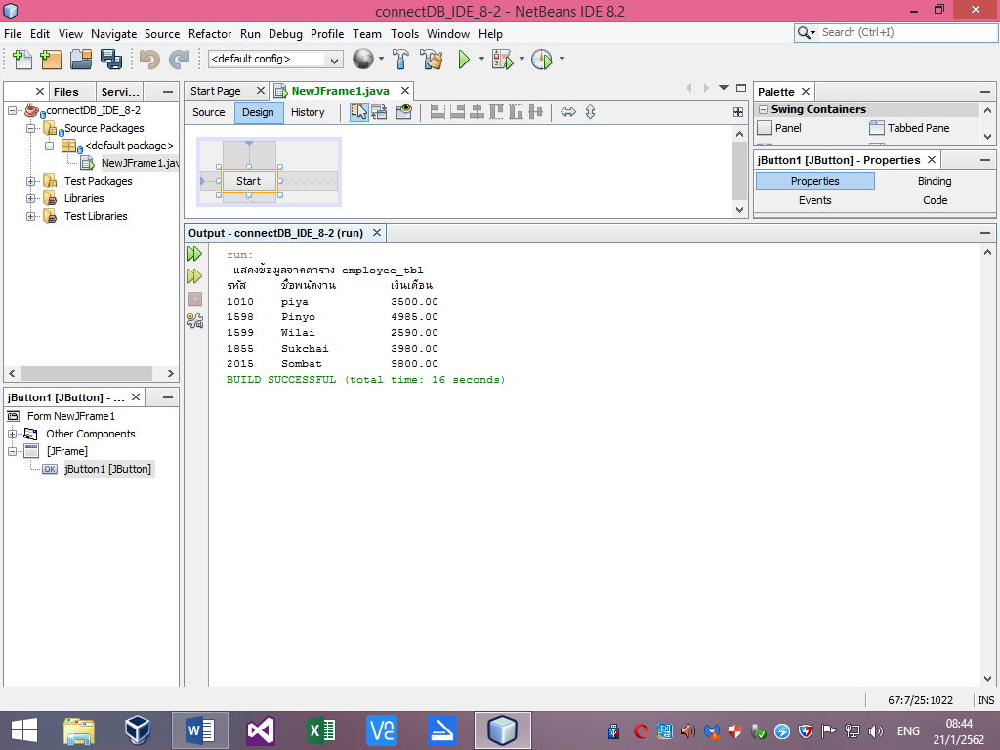 connectDB_IDE_8-2 - NetBeans IDE 8.2
File Edit View Navigate Source Refactor Run Debug Profile Team Tools Window Help
Search (Ctrl+I)
<default config>
Files Servi...
connectDB_IDE_8-2
Source Packages
<default package>
NewJFrame1.jav
Test Packages
Libraries
Test Libraries
Start Page NewJFrame1.java
Source Design History
Start
Palette
Swing Containers
Panel Tabbed Pane
jButton1 [JButton] - Properties
Properties Binding
Events Code
Output - connectDB_IDE_8-2 (run)
run:
แสดงข้อมูลจากตาราง employee_tbl
รหัส ชื่อพนักงาน เงินเดือน
1010 piya 3500.00
1598 Pinyo 4985.00
1599 Wilai 2590.00
1855 Sukchai 3980.00
2015 Sombat 9800.00
BUILD SUCCESSFUL (total time: 16 seconds)
jButton1 [JButton] - ...
Form NewJFrame1
Other Components
[JFrame]
OK jButton1 [JButton]
67:7/25:1022 INS
ENG
08:44
21/1/2562